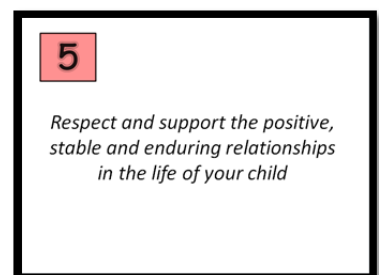 5
Respect and support the positive,
stable and enduring relationships
in the life of your child